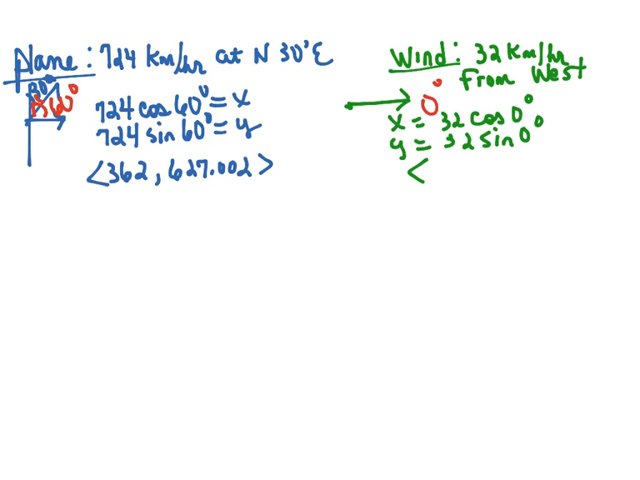 Plane: 724 km/hr at N 30° E
30°
60°
724 cos 60° = x
724 sin 60° = y
<362, 627.002>
Wind: 32 km/hr
from West
0°
x = 32 cos 0°
y = 32 sin 0°
<